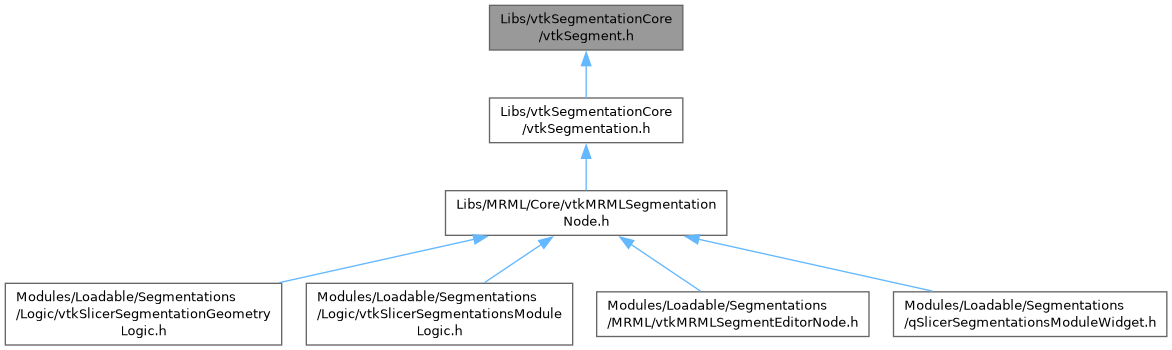 Libs/vtkSegmentationCore
/vtkSegment.h
Libs/vtkSegmentationCore
/vtkSegmentation.h
Libs/MRML/Core/vtkMRMLSegmentation
Node.h
Modules/Loadable/Segmentations
/Logic/vtkSlicerSegmentationGeometry
Logic.h
Modules/Loadable/Segmentations
/Logic/vtkSlicerSegmentationsModule
Logic.h
Modules/Loadable/Segmentations
/MRML/vtkMRMLSegmentEditorNode.h
Modules/Loadable/Segmentations
/qSlicerSegmentationsModuleWidget.h